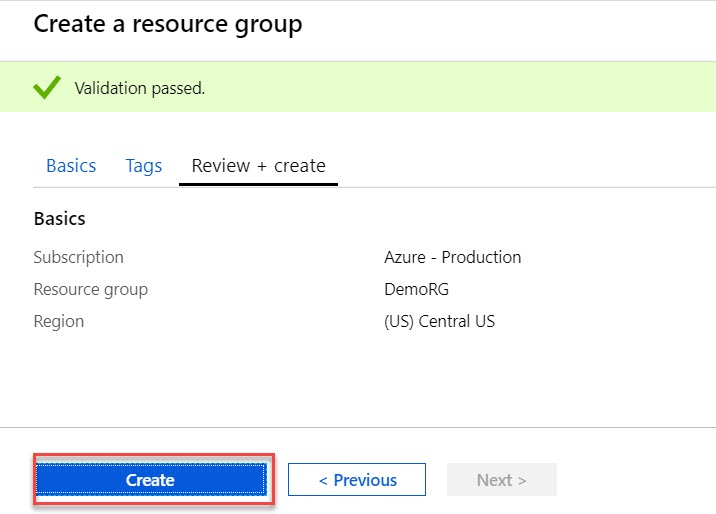 Create a resource group
Validation passed.
Basics Tags Review + create
Basics
Subscription Azure - Production
Resource group DemoRG
Region (US) Central US
Create < Previous Next >